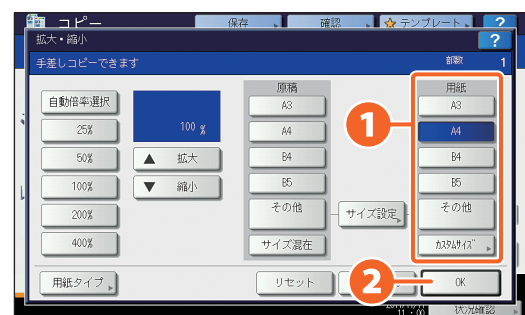 コピー 保存 確認 テンプレート ?
拡大・縮小 ?
手差しコピーできます 部数 1
原稿 用紙
自動倍率選択 A3 A3
25% 100 % A4 1 A4
50% ▲ 拡大 B4 B4
100% ▼ 縮小 B5 B5
200% その他 サイズ設定 その他
400% サイズ混在 カスタムサイズ
用紙タイプ リセット 2 OK
11:00 状況確認